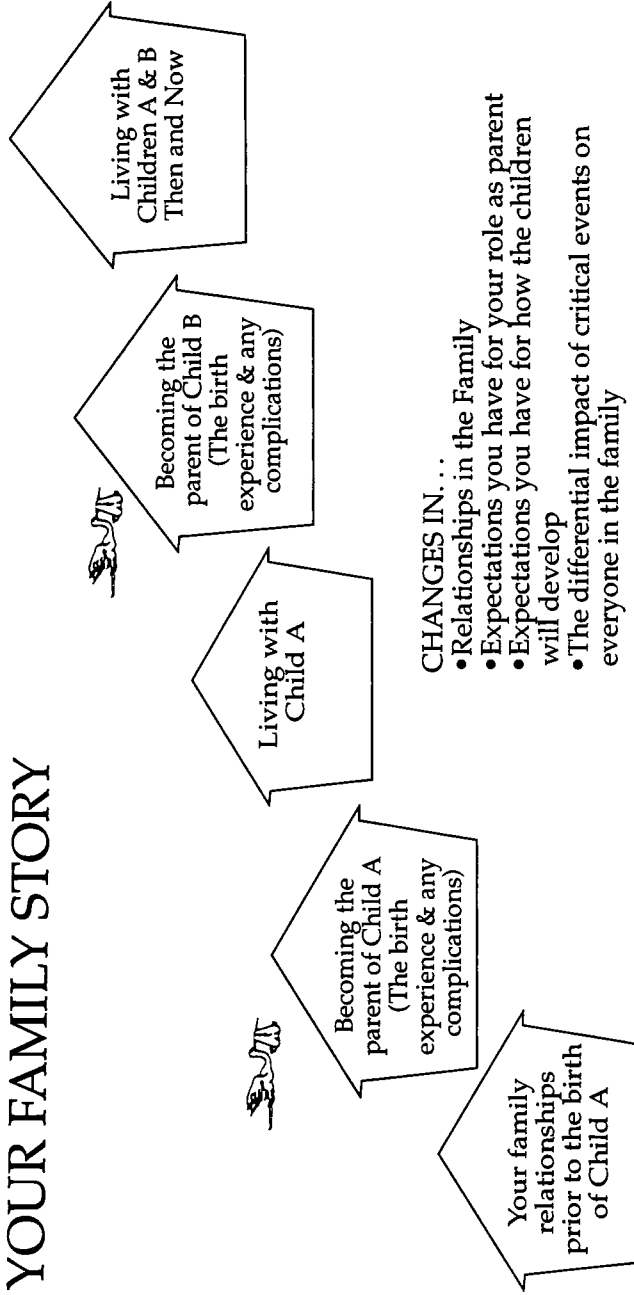 YOUR FAMILY STORY
Your family
relationships
prior to the birth
of Child A
Becoming the
parent of Child A
(The birth
experience & any
complications)
Living with
Child A
Becoming the
parent of Child B
(The birth
experience & any
complications)
Living with
Children A & B
Then and Now
CHANGES IN...
•Relationships in the Family
•Expectations you have for your role as parent
•Expectations you have for how the children
will develop
•The differential impact of critical events on
everyone in the family